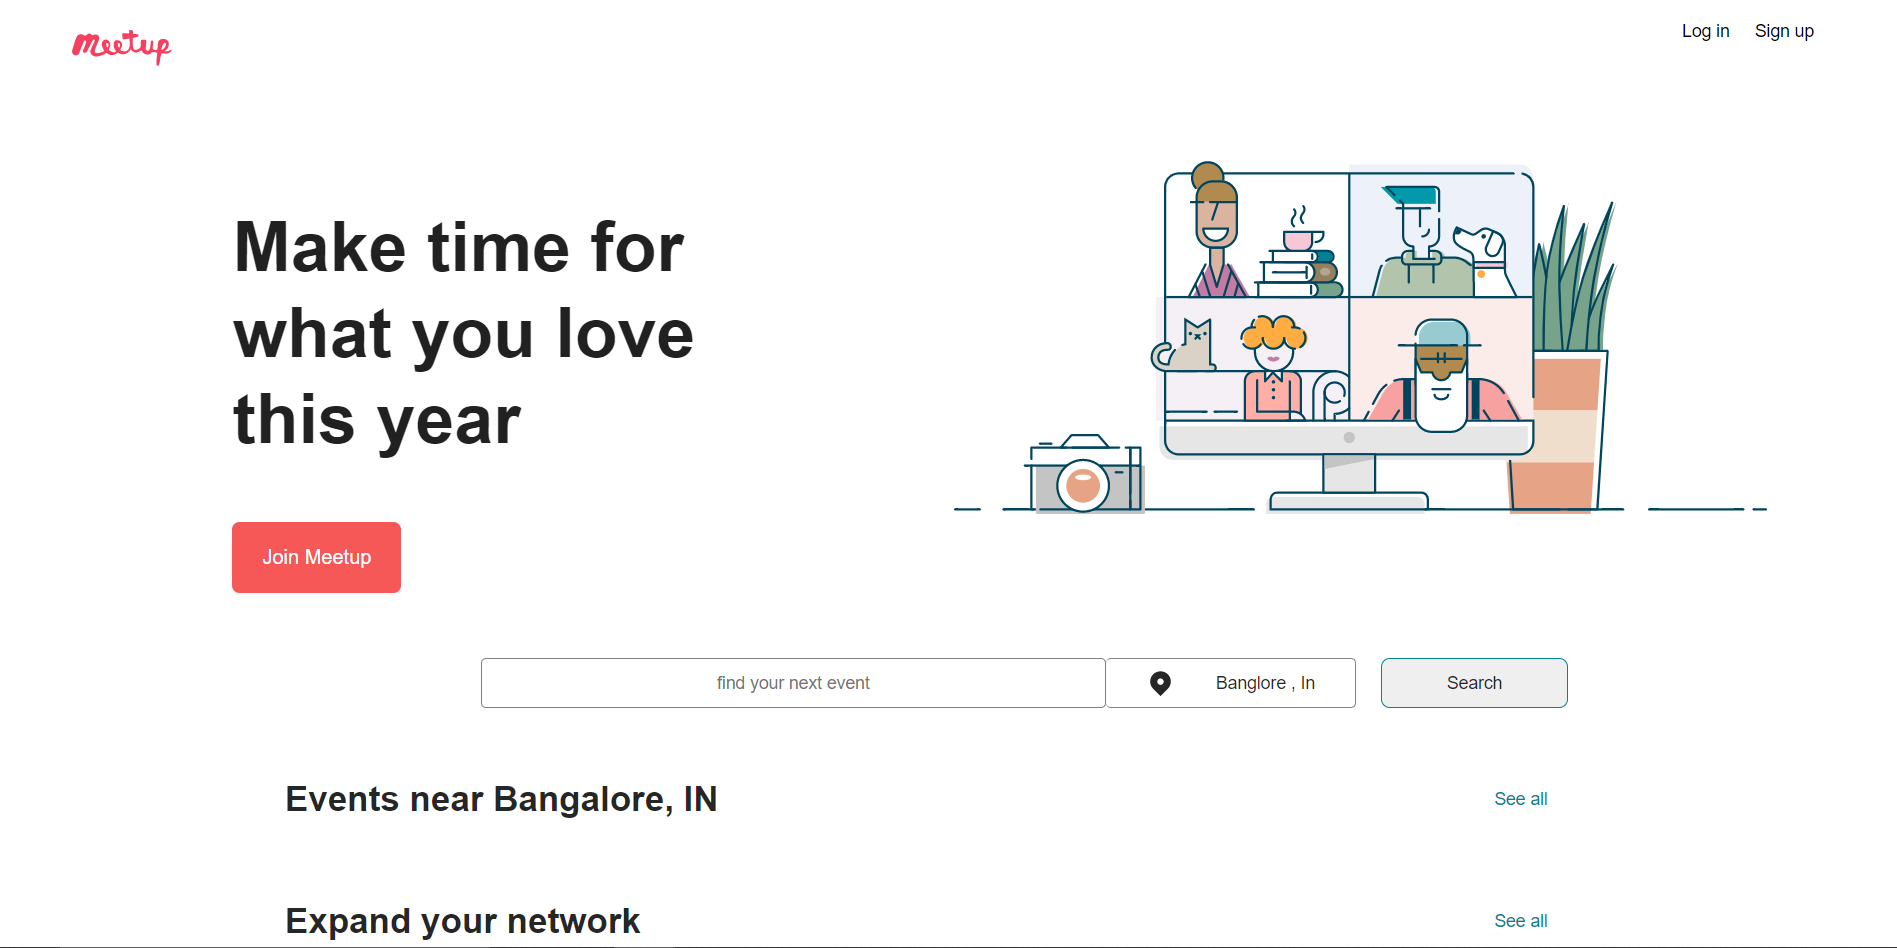 meetup
Log in
Sign up
Make time for
what you love
this year
Join Meetup
find your next event
Banglore , In
Search
Events near Bangalore, IN
See all
Expand your network
See all